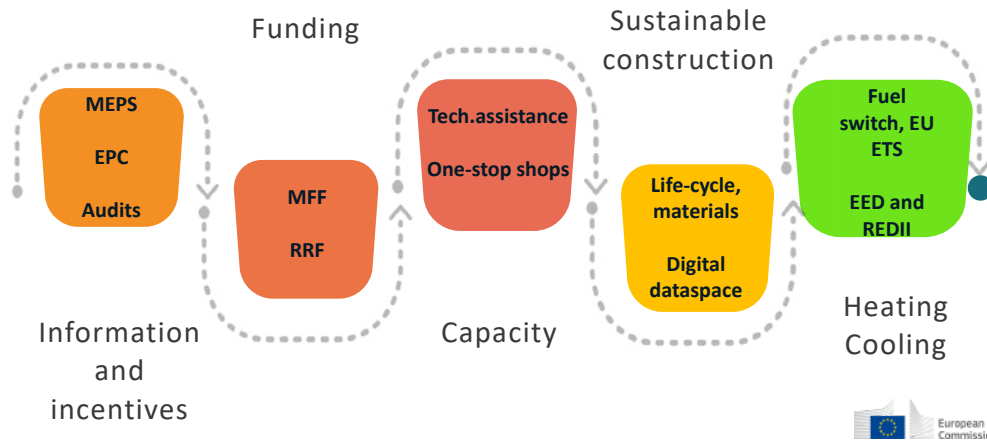 Funding
Sustainable
construction
MEPS
EPC
Audits
MFF
RRF
Tech.assistance
One-stop shops
Life-cycle,
materials
Digital
dataspace
Fuel
switch, EU
ETS
EED and
REDII
Information
and
incentives
Capacity
Heating
Cooling
European